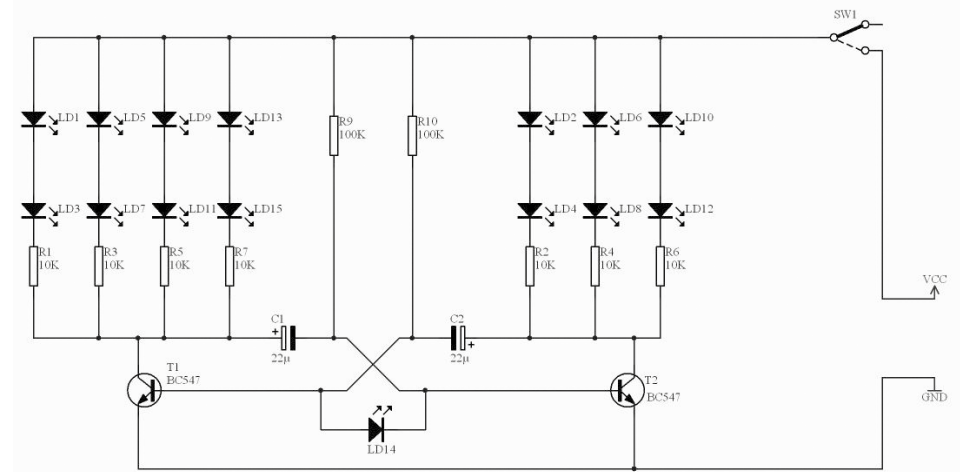 SW1
LD1
LD5
LD9
LD13
R9
100K
R10
100K
LD2
LD6
LD10
LD3
LD7
LD11
LD15
LD4
LD8
LD12
R1
10K
R3
10K
R5
10K
R7
10K
R2
10K
R4
10K
R6
10K
VCC
C1
+
22µ
C2
+
22µ
T1
BC547
T2
BC547
GND
LD14